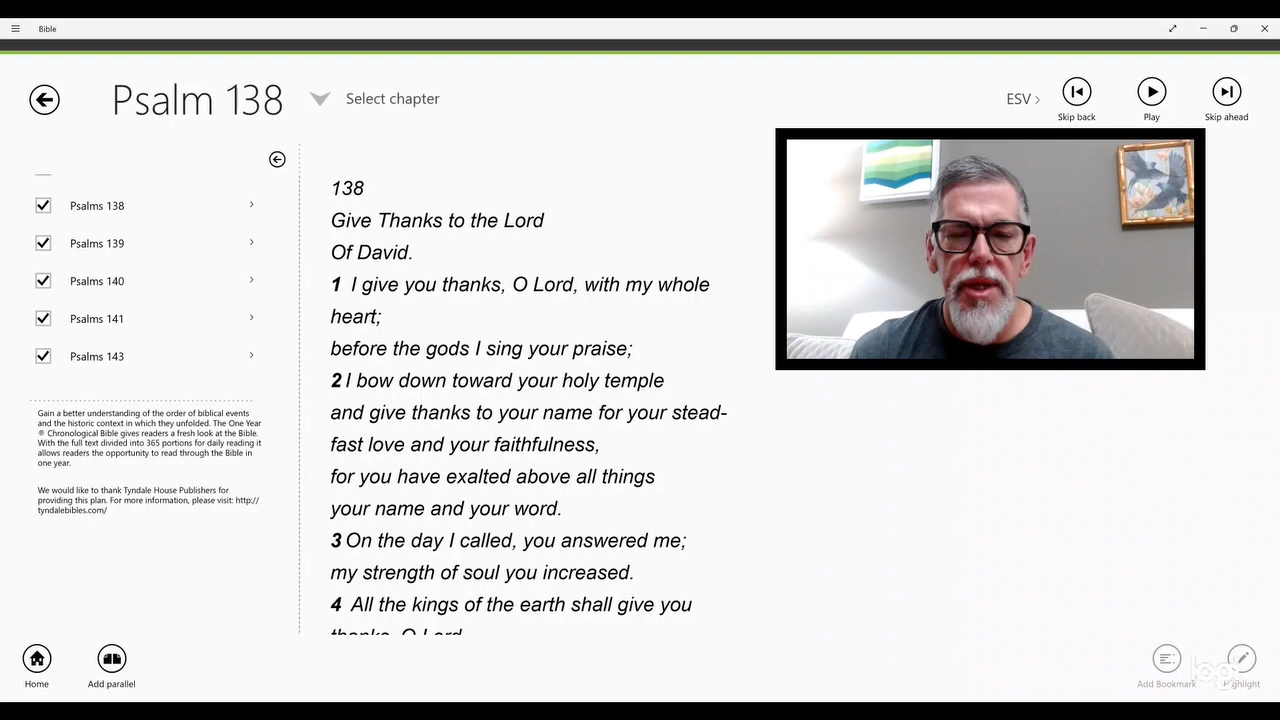 Bible
Psalm 138
Select chapter
ESV
Skip back
Play
Skip ahead
Psalms 138
Psalms 139
Psalms 140
Psalms 141
Psalms 143
Gain a better understanding of the order of biblical events
and the historic context in which they unfolded. The One Year
® Chronological Bible gives readers a fresh look at the Bible.
With the full text divided into 365 portions for daily reading it
allows readers the opportunity to read through the Bible in
one year.
We would like to thank Tyndale House Publishers for
providing this plan. For more information, please visit: http://
tyndalebibles.com/
138
Give Thanks to the Lord
Of David.
1 I give you thanks, O Lord, with my whole
heart;
before the gods I sing your praise;
2 I bow down toward your holy temple
and give thanks to your name for your stead-
fast love and your faithfulness,
for you have exalted above all things
your name and your word.
3 On the day I called, you answered me;
my strength of soul you increased.
4 All the kings of the earth shall give you
thanks, O Lord
Home
Add parallel
Add Bookmark
Highlight
logi